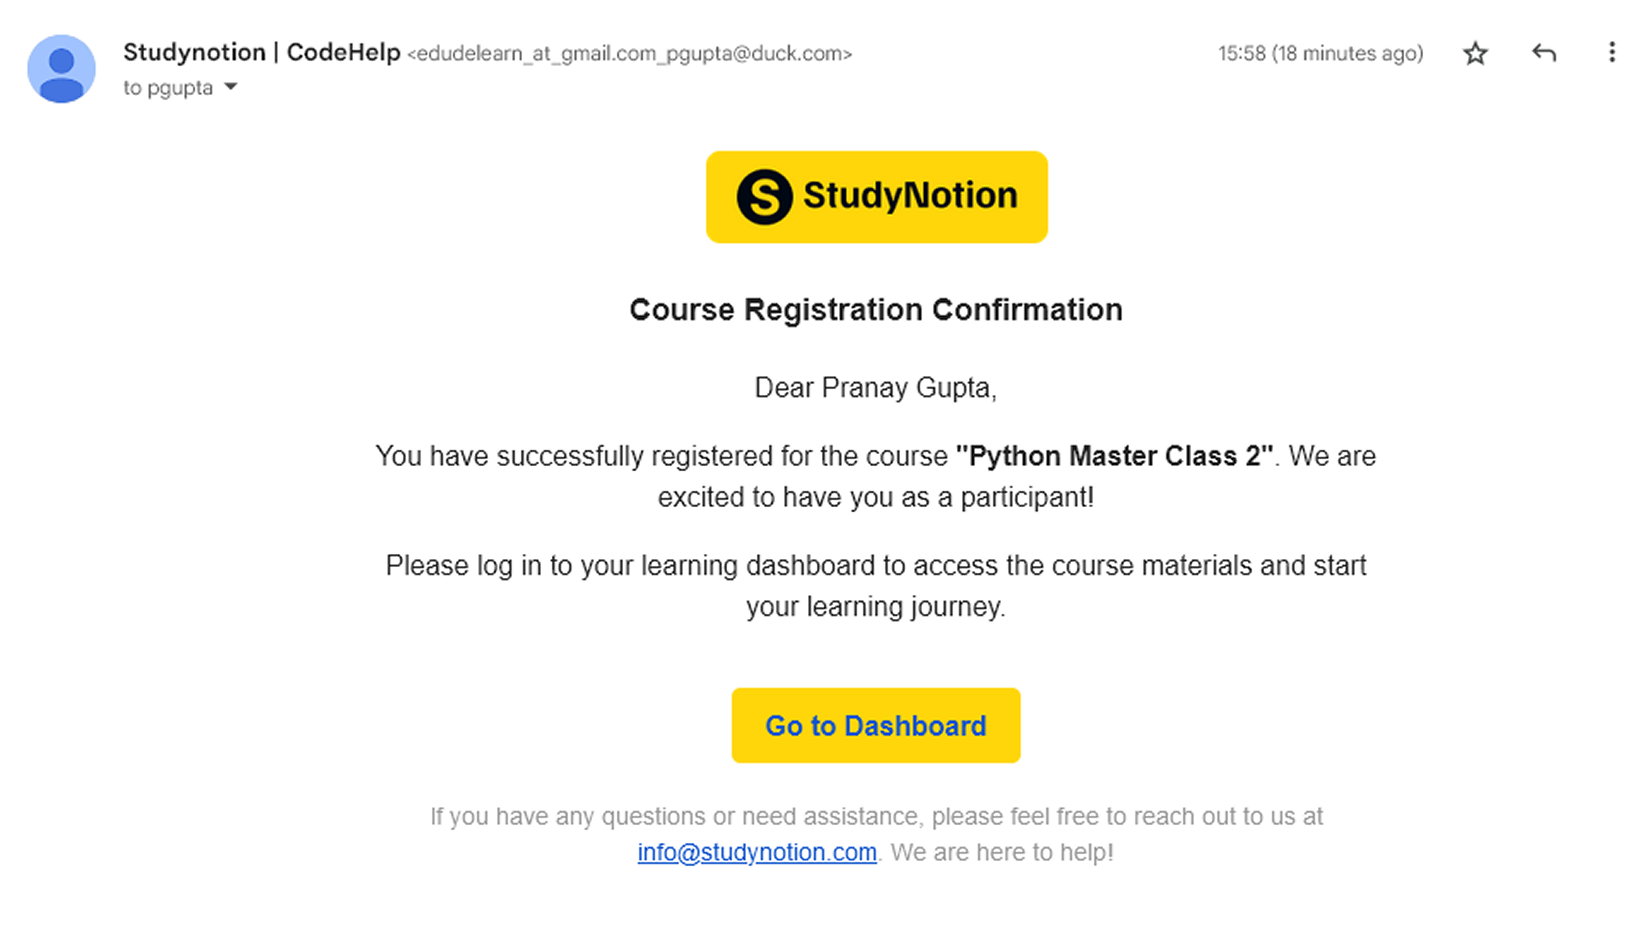 Studynotion | CodeHelp <edudelearn_at_gmail.com_pgupta@duck.com>
15:58 (18 minutes ago)
to pgupta
S StudyNotion
Course Registration Confirmation
Dear Pranay Gupta,
You have successfully registered for the course "Python Master Class 2". We are
excited to have you as a participant!
Please log in to your learning dashboard to access the course materials and start
your learning journey.
Go to Dashboard
If you have any questions or need assistance, please feel free to reach out to us at
info@studynotion.com. We are here to help!